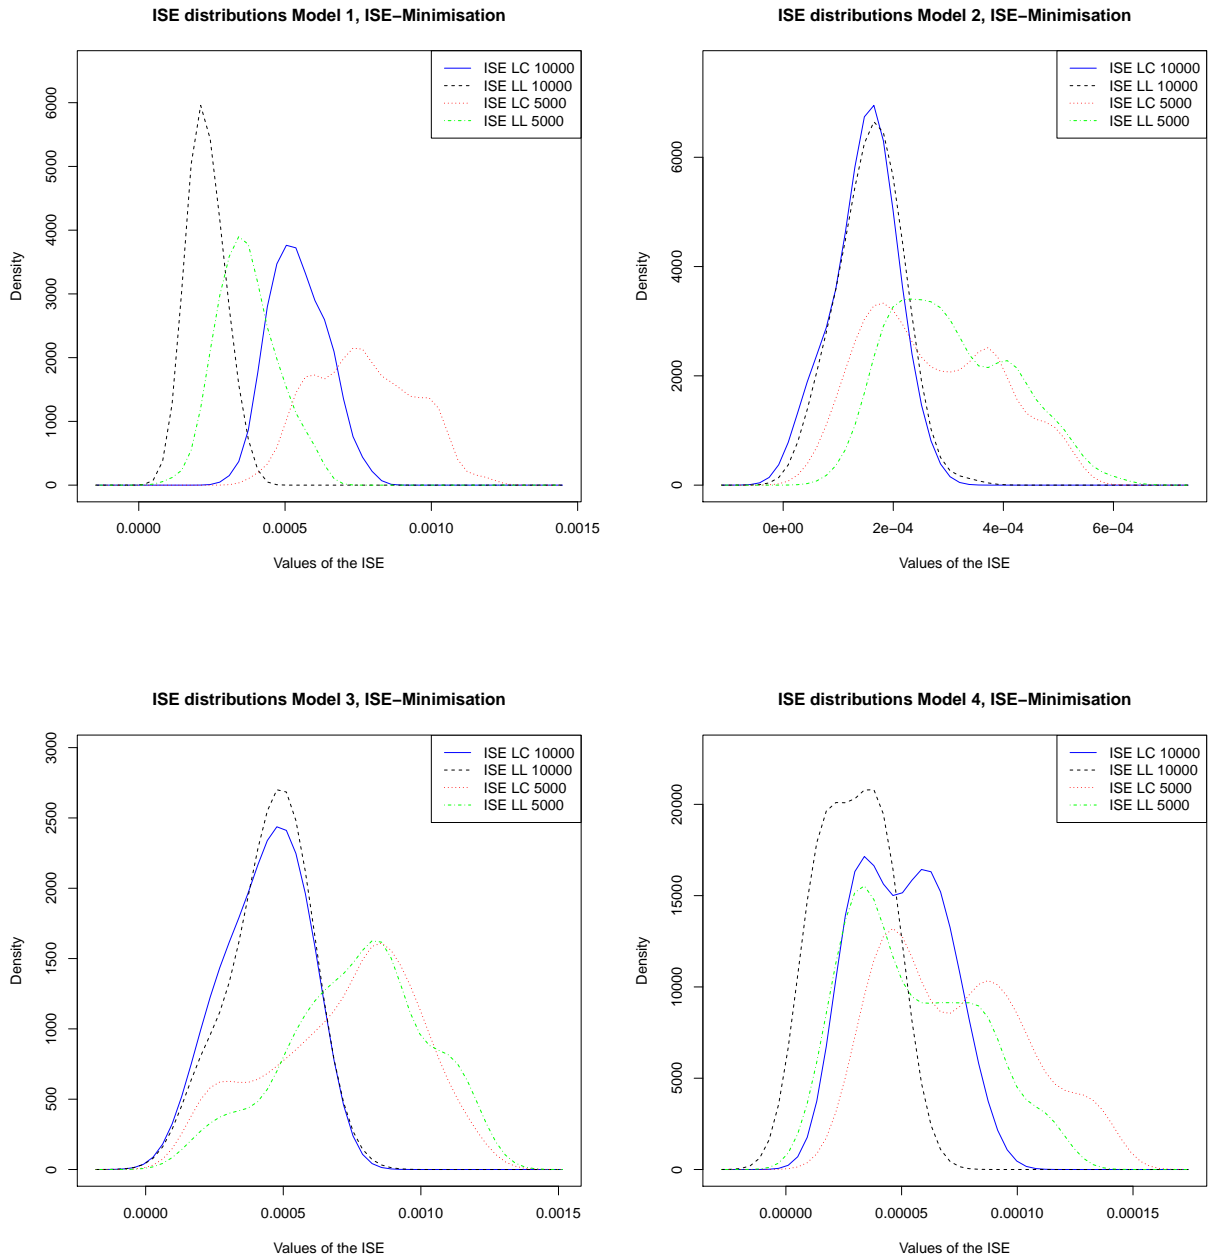 ISE distributions Model 1, ISE−Minimisation
ISE LC 10000
ISE LL 10000
ISE LC 5000
ISE LL 5000
Density
0
1000
2000
3000
4000
5000
6000
0.0000
0.0005
0.0010
0.0015
Values of the ISE
ISE distributions Model 2, ISE−Minimisation
ISE LC 10000
ISE LL 10000
ISE LC 5000
ISE LL 5000
Density
0
2000
4000
6000
0e+00
2e−04
4e−04
6e−04
Values of the ISE
ISE distributions Model 3, ISE−Minimisation
ISE LC 10000
ISE LL 10000
ISE LC 5000
ISE LL 5000
Density
0
500
1000
1500
2000
2500
3000
0.0000
0.0005
0.0010
0.0015
Values of the ISE
ISE distributions Model 4, ISE−Minimisation
ISE LC 10000
ISE LL 10000
ISE LC 5000
ISE LL 5000
Density
0
5000
10000
15000
20000
0.00000
0.00005
0.00010
0.00015
Values of the ISE